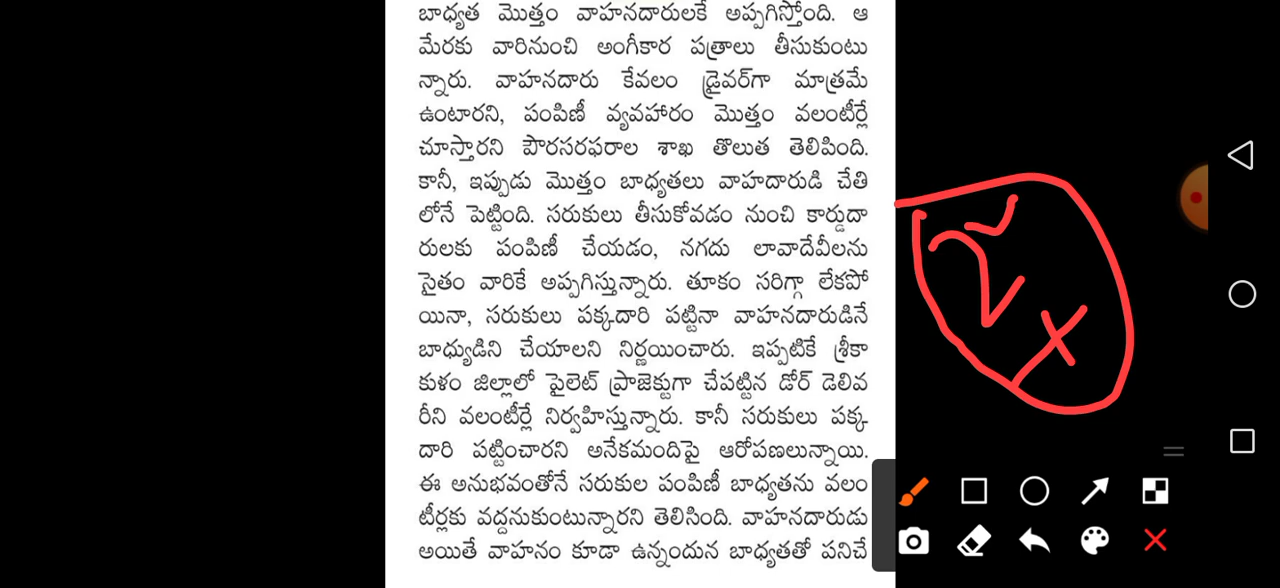 బాధ్యత మొత్తం వాహనదారులకే అప్పగిస్తోంది. ఆ
మేరకు వారినుంచి అంగీకార పత్రాలు తీసుకుంటు
న్నారు. వాహనదారు కేవలం డ్రైవర్‌గా మాత్రమే
ఉంటారని, పంపిణీ వ్యవహారం మొత్తం వలంటీర్లే
చూస్తారని పౌరసరఫరాల శాఖ తొలుత తెలిపింది.
కానీ, ఇప్పుడు మొత్తం బాధ్యతలు వాహదారుడి చేతి
లోనే పెట్టింది. సరుకులు తీసుకోవడం నుంచి కార్డుదా
రులకు పంపిణీ చేయడం, నగదు లావాదేవీలను
సైతం వారికే అప్పగిస్తున్నారు. తూకం సరిగ్గా లేకపో
యినా, సరుకులు పక్కదారి పట్టినా వాహనదారుడినే
బాధ్యుడిని చేయాలని నిర్ణయించారు. ఇప్పటికే శ్రీకా
కుళం జిల్లాలో పైలెట్ ప్రాజెక్టుగా చేపట్టిన డోర్ డెలివ
రీని వలంటీర్లే నిర్వహిస్తున్నారు. కానీ సరుకులు పక్క
దారి పట్టించారని అనేకమందిపై ఆరోపణలున్నాయి.
ఈ అనుభవంతోనే సరుకుల పంపిణీ బాధ్యతను వలం
టీర్లకు వద్దనుకుంటున్నారని తెలిసింది. వాహనదారుడు
అయితే వాహనం కూడా ఉన్నందున బాధ్యతతో పనిచే